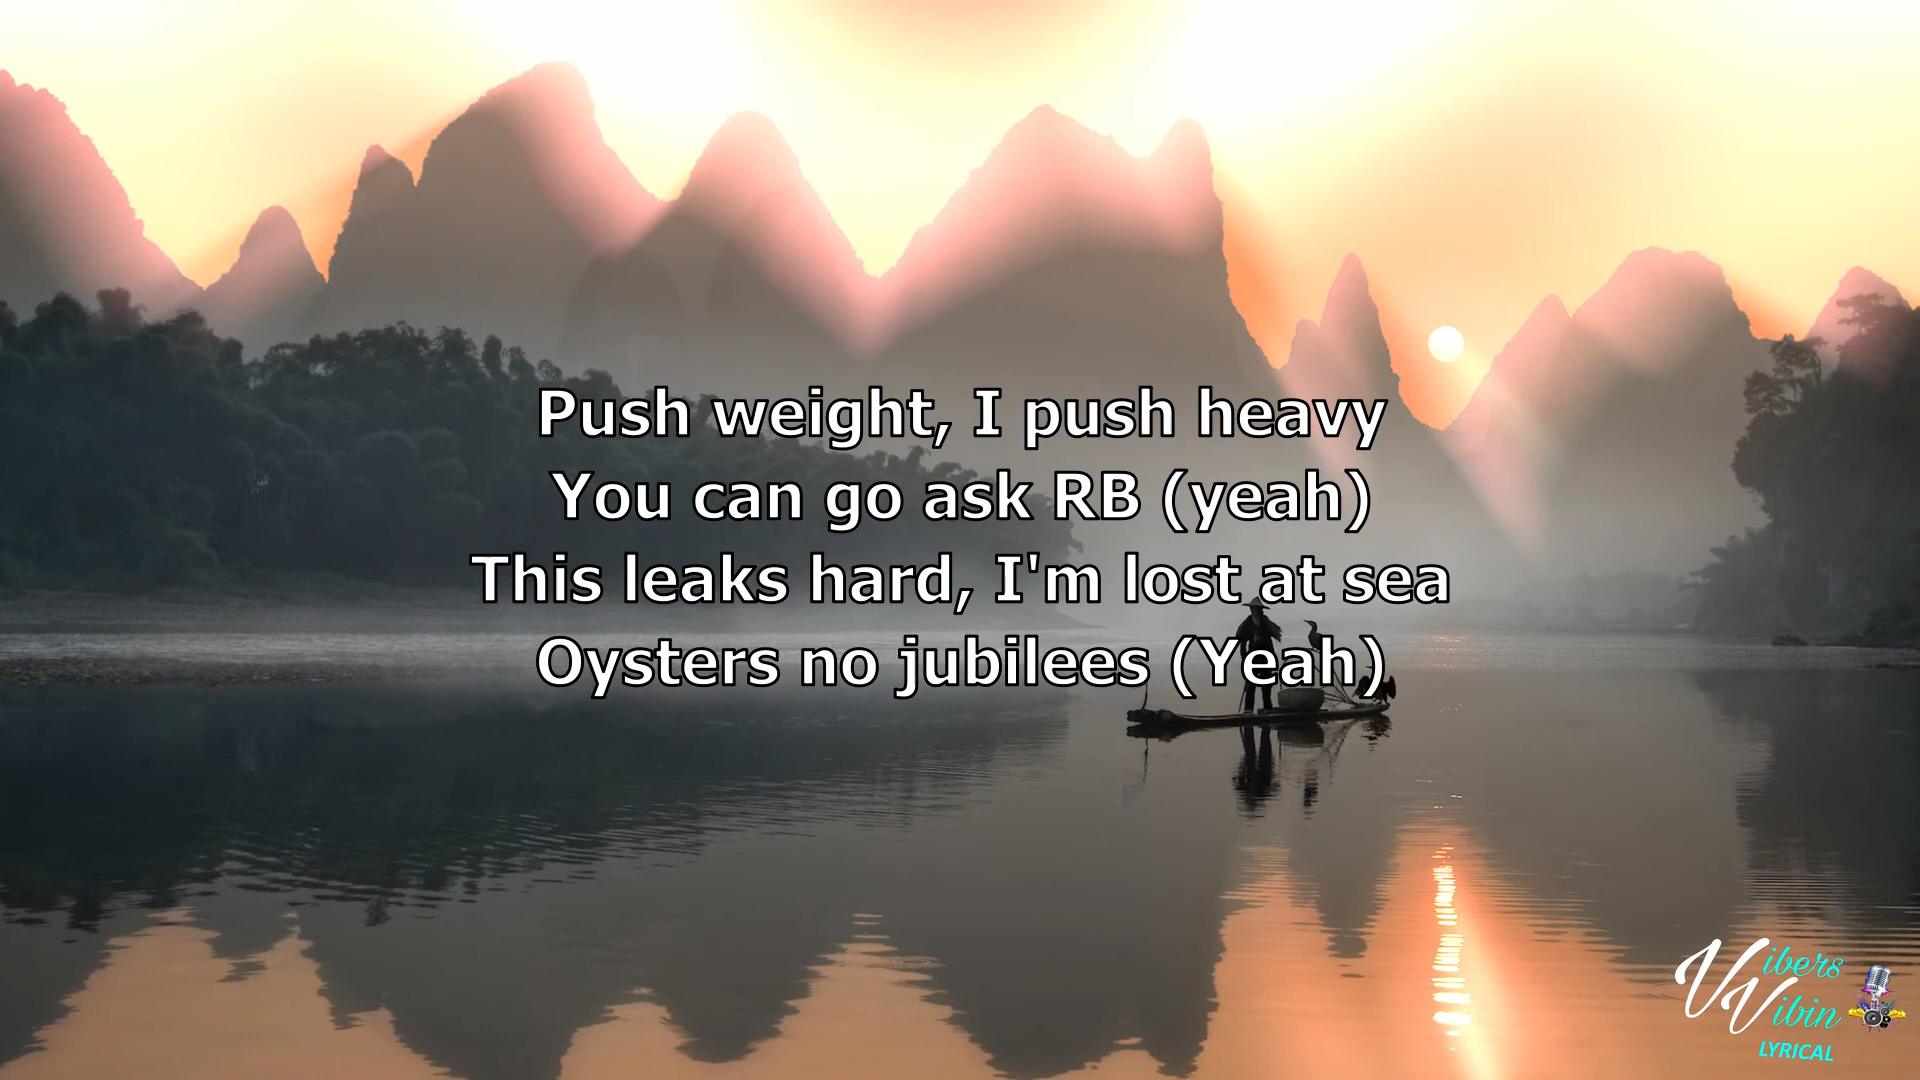 Push weight, I push heavy
You can go ask RB (yeah)
This leaks hard, I'm lost at sea
Oysters no jubilees (Yeah)
Vibers
Vibin
LYRICAL